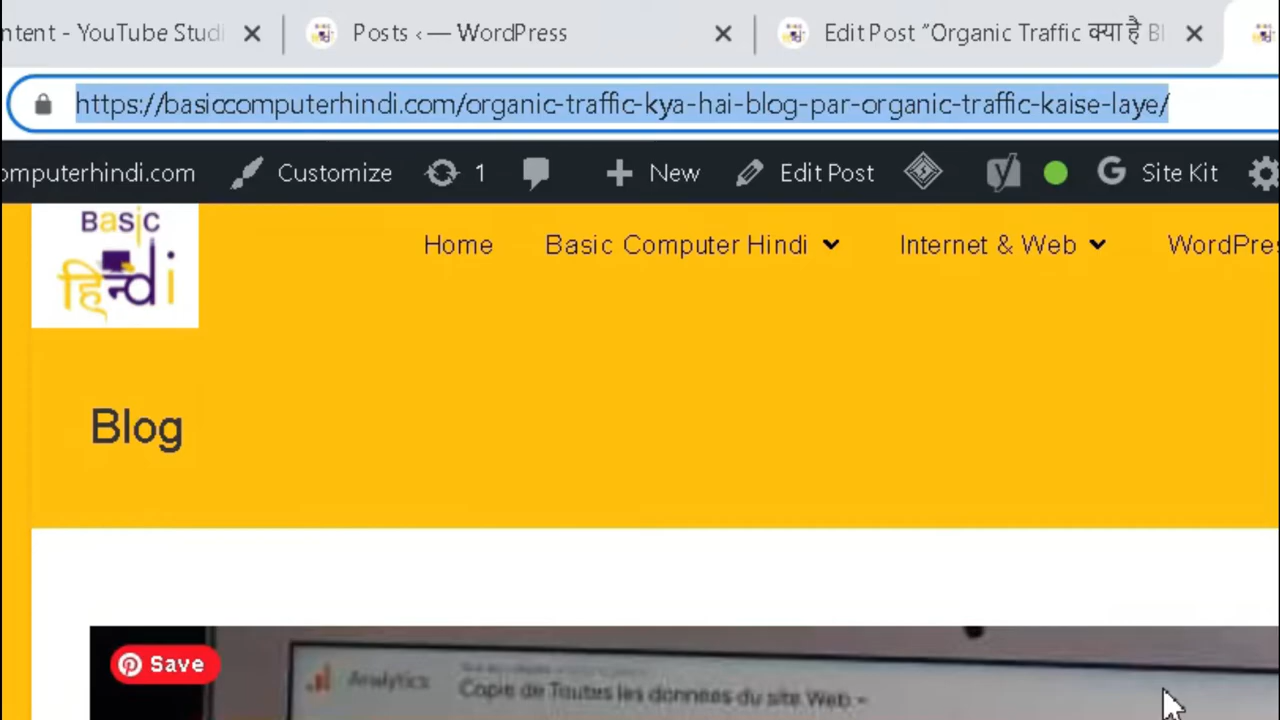 ntent - YouTube Studi
Posts ‹ — WordPress
Edit Post “Organic Traffic क्या है Bl
https://basiccomputerhindi.com/organic-traffic-kya-hai-blog-par-organic-traffic-kaise-laye/
omputerhindi.com
Customize
1
New
Edit Post
Site Kit
Basic
हिन्दी
Home
Basic Computer Hindi
Internet & Web
WordPres
Blog
Save
Analytics
Copie de Toutes les données du site Web